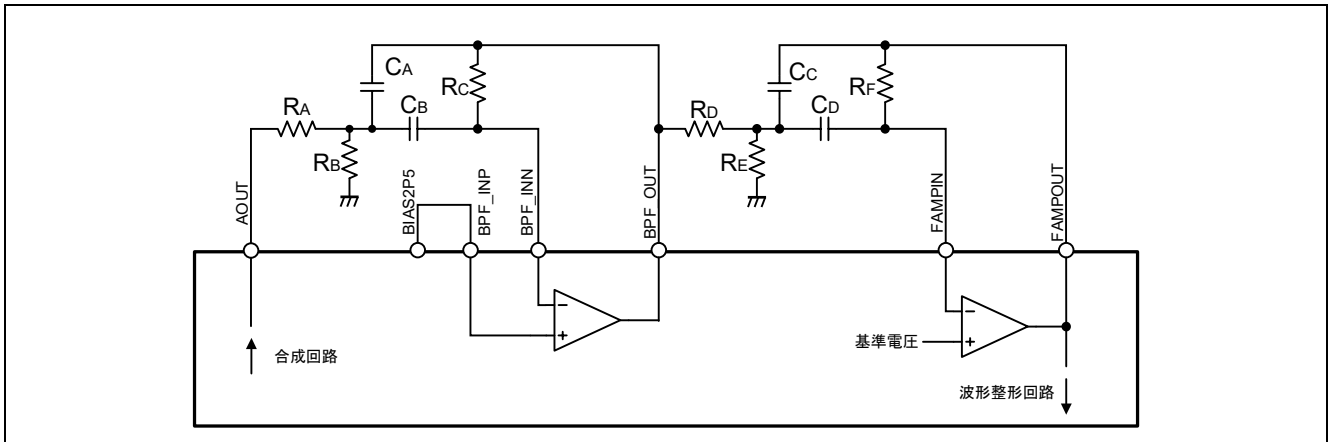 CA
RC
RA
CB
RB
CC
RF
RD
CD
RE
AOUT
BIAS2P5
BPF_INP
BPF_INN
BPF_OUT
FAMPIN
FAMPOUT
−
+
−
+
合成回路
基準電圧
波形整形回路